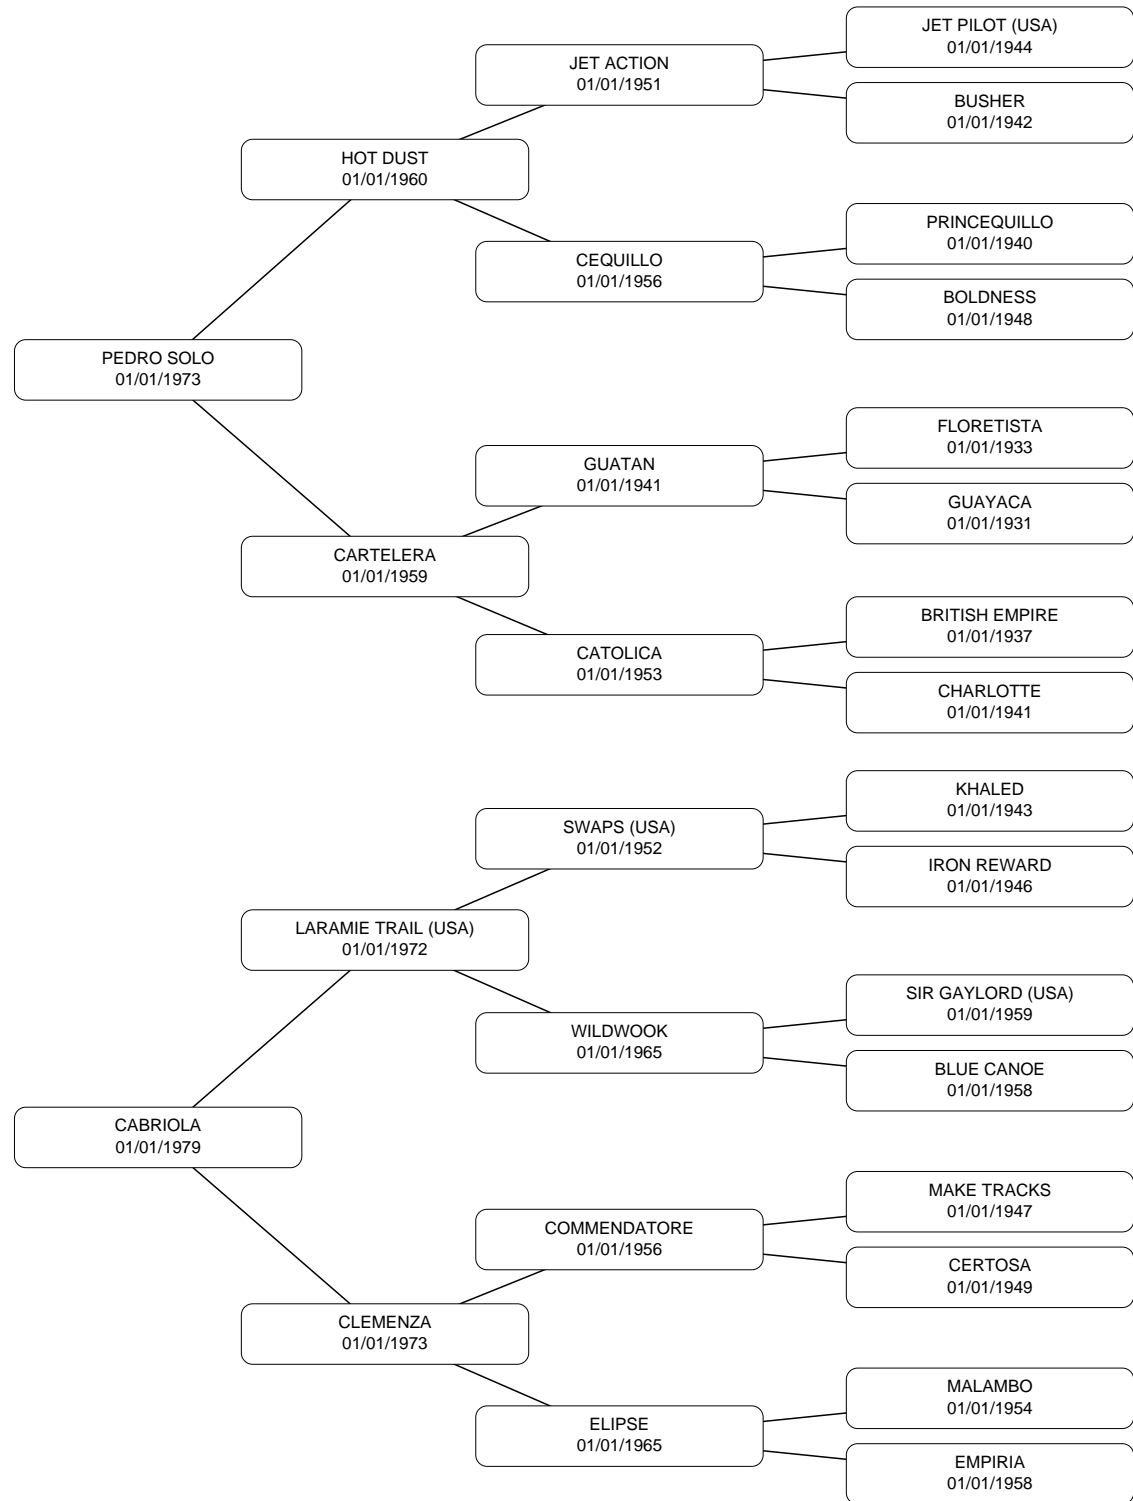 JET PILOT (USA)
01/01/1944
JET ACTION
01/01/1951
BUSHER
01/01/1942
HOT DUST
01/01/1960
PRINCEQUILLO
01/01/1940
CEQUILLO
01/01/1956
BOLDNESS
01/01/1948
PEDRO SOLO
01/01/1973
FLORETISTA
01/01/1933
GUATAN
01/01/1941
GUAYACA
01/01/1931
CARTELERA
01/01/1959
BRITISH EMPIRE
01/01/1937
CATOLICA
01/01/1953
CHARLOTTE
01/01/1941
KHALED
01/01/1943
SWAPS (USA)
01/01/1952
IRON REWARD
01/01/1946
LARAMIE TRAIL (USA)
01/01/1972
SIR GAYLORD (USA)
01/01/1959
WILDWOOK
01/01/1965
BLUE CANOE
01/01/1958
CABRIOLA
01/01/1979
MAKE TRACKS
01/01/1947
COMMENDATORE
01/01/1956
CERTOSA
01/01/1949
CLEMENZA
01/01/1973
MALAMBO
01/01/1954
ELIPSE
01/01/1965
EMPIRIA
01/01/1958